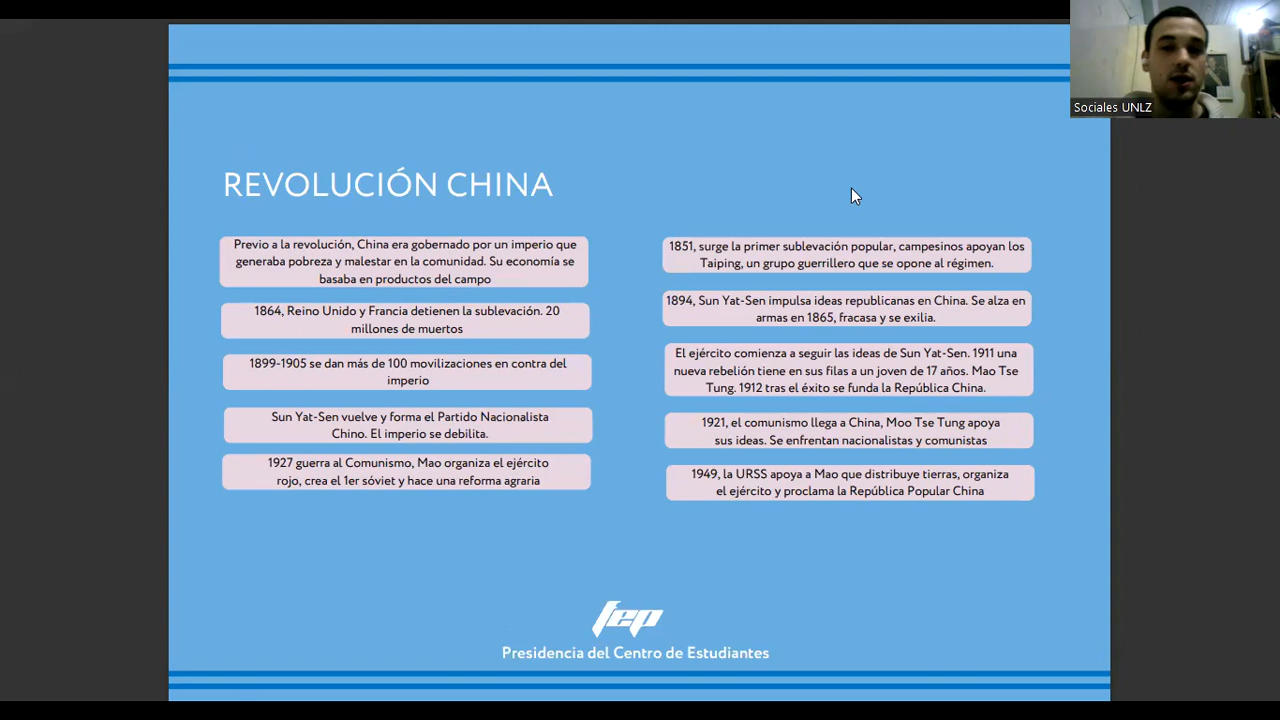 Sociales UNLZ
REVOLUCIÓN CHINA
Previo a la revolución, China era gobernado por un imperio que
generaba pobreza y malestar en la comunidad. Su economía se
basaba en productos del campo
1851, surge la primer sublevación popular, campesinos apoyan los
Taiping, un grupo guerrillero que se opone al régimen.
1864, Reino Unido y Francia detienen la sublevación. 20
millones de muertos
1894, Sun Yat-Sen impulsa ideas republicanas en China. Se alza en
armas en 1865, fracasa y se exilia.
1899-1905 se dan más de 100 movilizaciones en contra del
imperio
El ejército comienza a seguir las ideas de Sun Yat-Sen. 1911 una
nueva rebelión tiene en sus filas a un joven de 17 años. Mao Tse
Tung. 1912 tras el éxito se funda la República China.
Sun Yat-Sen vuelve y forma el Partido Nacionalista
Chino. El imperio se debilita.
1921, el comunismo llega a China, Moo Tse Tung apoya
sus ideas. Se enfrentan nacionalistas y comunistas
1927 guerra al Comunismo, Mao organiza el ejército
rojo, crea el 1er sóviet y hace una reforma agraria
1949, la URSS apoya a Mao que distribuye tierras, organiza
el ejército y proclama la República Popular China
fep
Presidencia del Centro de Estudiantes